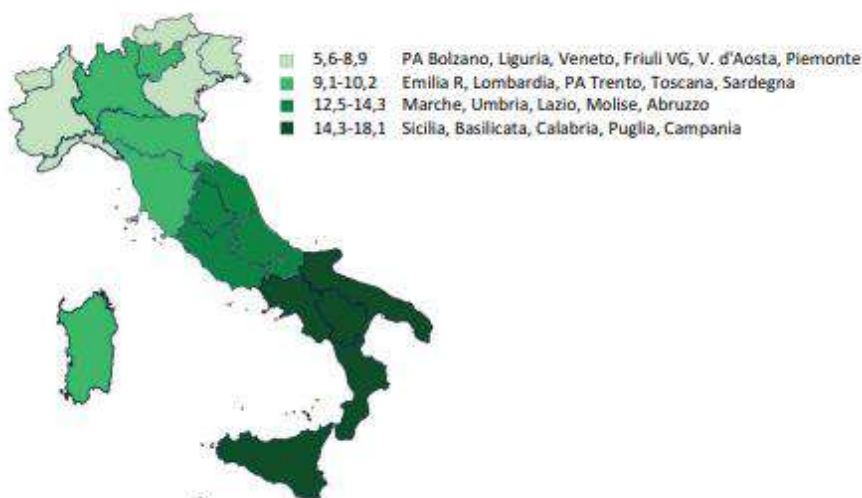 5,6-8,9 PA Bolzano, Liguria, Veneto, Friuli VG, V. d'Aosta, Piemonte
9,1-10,2 Emilia R, Lombardia, PA Trento, Toscana, Sardegna
12,5-14,3 Marche, Umbria, Lazio, Molise, Abruzzo
14,3-18,1 Sicilia, Basilicata, Calabria, Puglia, Campania